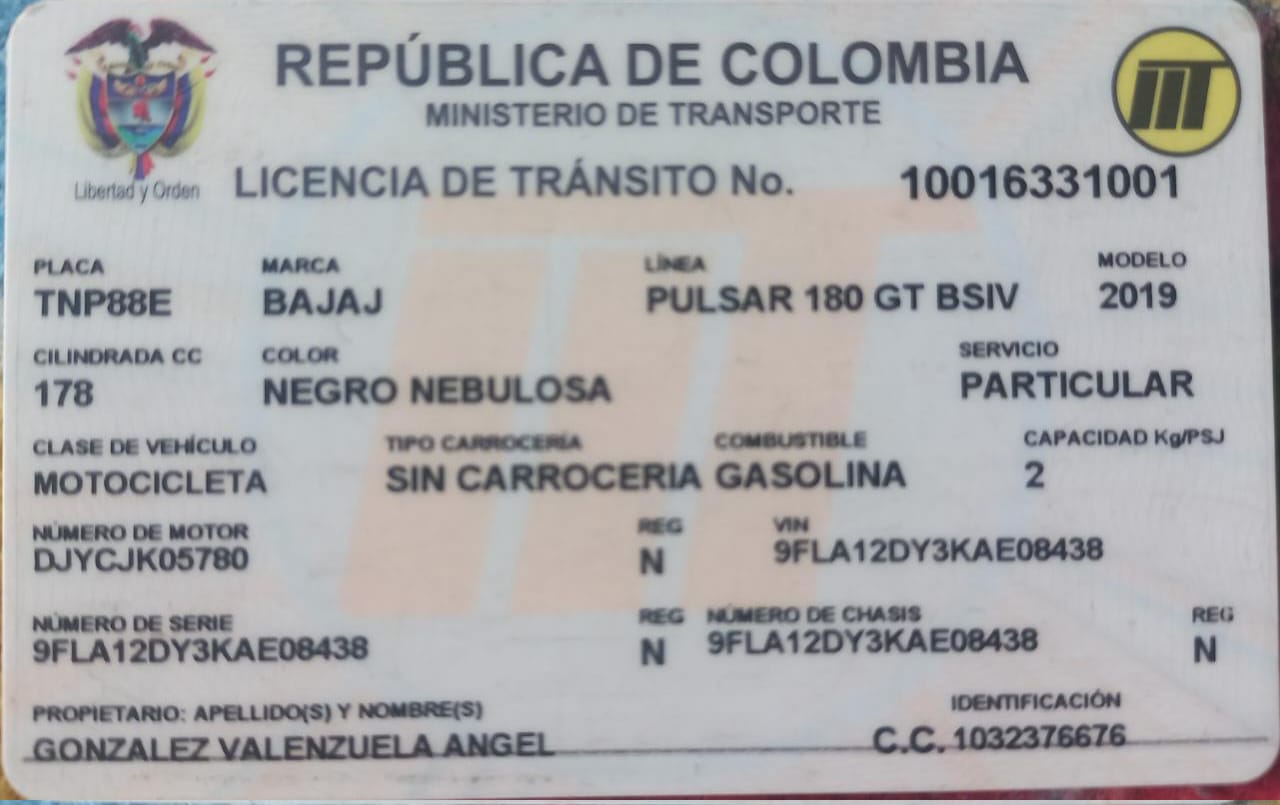 REPÚBLICA DE COLOMBIA
MINISTERIO DE TRANSPORTE
Libertad y Orden
LICENCIA DE TRÁNSITO No. 10016331001
PLACA MARCA LÍNEA MODELO
TNP88E BAJAJ PULSAR 180 GT BSIV 2019
CILINDRADA CC COLOR SERVICIO
178 NEGRO NEBULOSA PARTICULAR
CLASE DE VEHÍCULO TIPO CARROCERÍA COMBUSTIBLE CAPACIDAD Kg/PSJ
MOTOCICLETA SIN CARROCERIA GASOLINA 2
NÚMERO DE MOTOR REG VIN
DJYCJK05780 N 9FLA12DY3KAE08438
NÚMERO DE SERIE REG NÚMERO DE CHASIS REG
9FLA12DY3KAE08438 N 9FLA12DY3KAE08438 N
PROPIETARIO: APELLIDO(S) Y NOMBRE(S) IDENTIFICACIÓN
GONZALEZ VALENZUELA ANGEL C.C. 1032376676